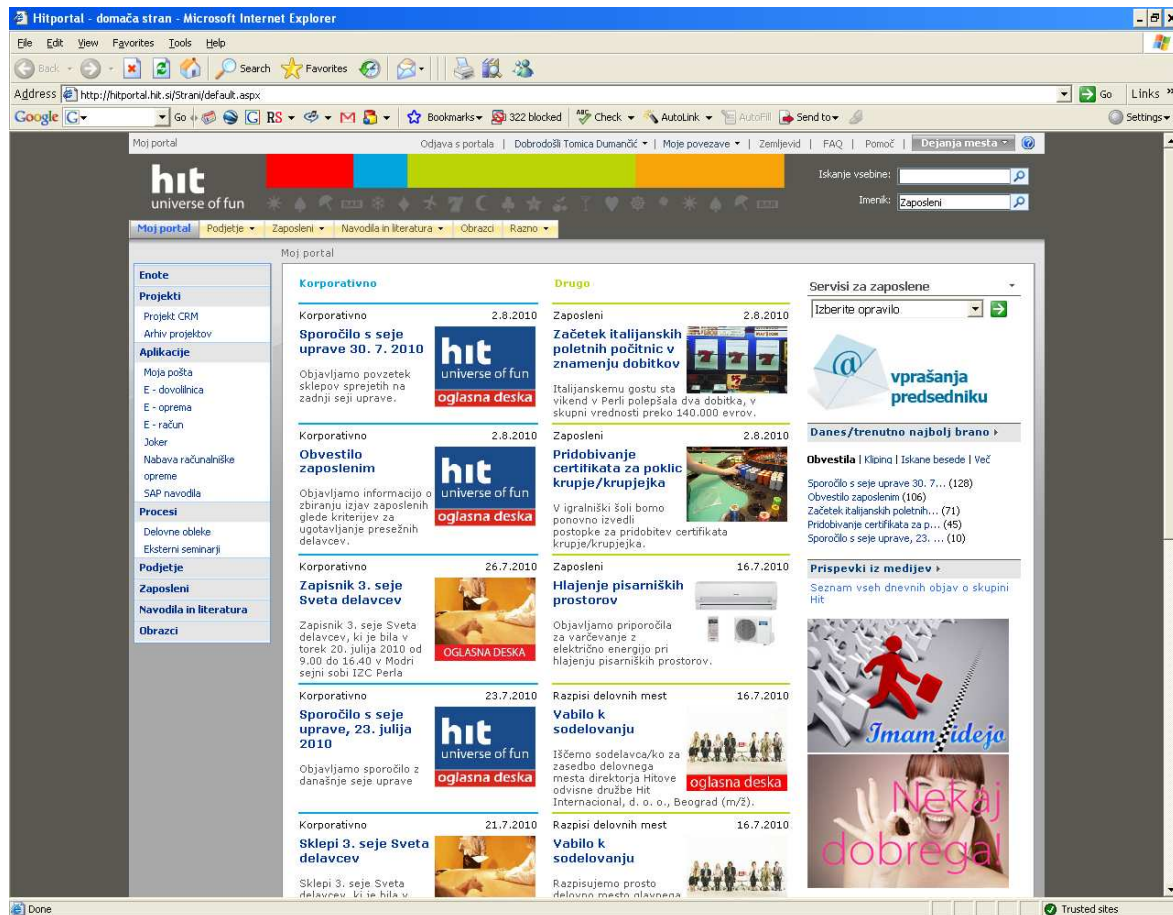 Hitportal - domača stran - Microsoft Internet Explorer
File Edit View Favorites Tools Help
Back Search Favorites
Address http://hitportal.hit.si/Strani/default.aspx Go Links »
Google G Go RS Bookmarks 322 blocked Check AutoLink AutoFill Send to Settings
Moj portal Odjava s portala | Dobrodošli Tomica Dumančić | Moje povezave | Zemljevid | FAQ | Pomoč | Dejanja mesta
hit
universe of fun
Iskanje vsebine:
Imenik: Zaposleni
Moj portal Podjetje Zaposleni Navodila in literatura Obrazci Razno
Moj portal
Enote
Projekti
Projekt CRM
Arhiv projektov
Aplikacije
Moja pošta
E - dovolilnica
E - oprema
E - račun
Joker
Nabava računalniške
opreme
SAP navodila
Procesi
Delovne obleke
Eksterni seminarji
Podjetje
Zaposleni
Navodila in literatura
Obrazci
Korporativno
Korporativno 2.8.2010
Sporočilo s seje
uprave 30. 7. 2010
Objavljamo povzetek
sklepov sprejetih na
zadnji seji uprave.
hit
universe of fun
oglasna deska
Korporativno 2.8.2010
Obvestilo
zaposlenim
Objavljamo informacijo o
zbiranju izjav zaposlenih
glede kriterijev za
ugotavljanje presežnih
delavcev.
hit
universe of fun
oglasna deska
Korporativno 26.7.2010
Zapisnik 3. seje
Sveta delavcev
Zapisnik 3. seje Sveta
delavcev, ki je bila v
torek 20. julija 2010 od
9.00 do 16.40 v Modri
sejni sobi IZC Perla
OGLASNA DESKA
Korporativno 23.7.2010
Sporočilo s seje
uprave, 23. julija
2010
Objavljamo sporočilo z
današnje seje uprave
hit
universe of fun
oglasna deska
Korporativno 21.7.2010
Sklepi 3. seje Sveta
delavcev
Sklepi 3. seje Sveta
delavcev, ki je bila v
Drugo
Zaposleni 2.8.2010
Začetek italijanskih
poletnih počitnic v
znamenju dobitkov
Italijanskemu gostu sta
vikend v Perli polepšala dva dobitka, v
skupni vrednosti preko 140.000 evrov.
Zaposleni 2.8.2010
Pridobivanje
certifikata za poklic
krupje/krupjejka
V igralniški šoli bomo
ponovno izvedli
postopke za pridobitev certifikata
krupje/krupjejka.
Zaposleni 16.7.2010
Hlajenje pisarniških
prostorov
Objavljamo priporočila
za varčevanje z
električno energijo pri
hlajenju pisarniških prostorov.
Razpisi delovnih mest 16.7.2010
Vabilo k
sodelovanju
Iščemo sodelavca/ko za
zasedbo delovnega
mesta direktorja Hitove
odvisne družbe Hit
Internacional, d. o. o., Beograd (m/ž).
oglasna deska
Razpisi delovnih mest 16.7.2010
Vabilo k
sodelovanju
Razpisujemo prosto
delovno mesto glavnega
Servisi za zaposlene
Izberite opravilo
vprašanja
predsedniku
Danes/trenutno najbolj brano
Obvestila | Kliping | Iskane besede | Več
Sporočilo s seje uprave 30. 7... (128)
Obvestilo zaposlenim (106)
Začetek italijanskih poletnih... (71)
Pridobivanje certifikata za p... (45)
Sporočilo s seje uprave, 23. ... (10)
Prispevki iz medijev
Seznam vseh dnevnih objav o skupini
Hit
Imam idejo
Nekaj
dobrega!
Done Trusted sites